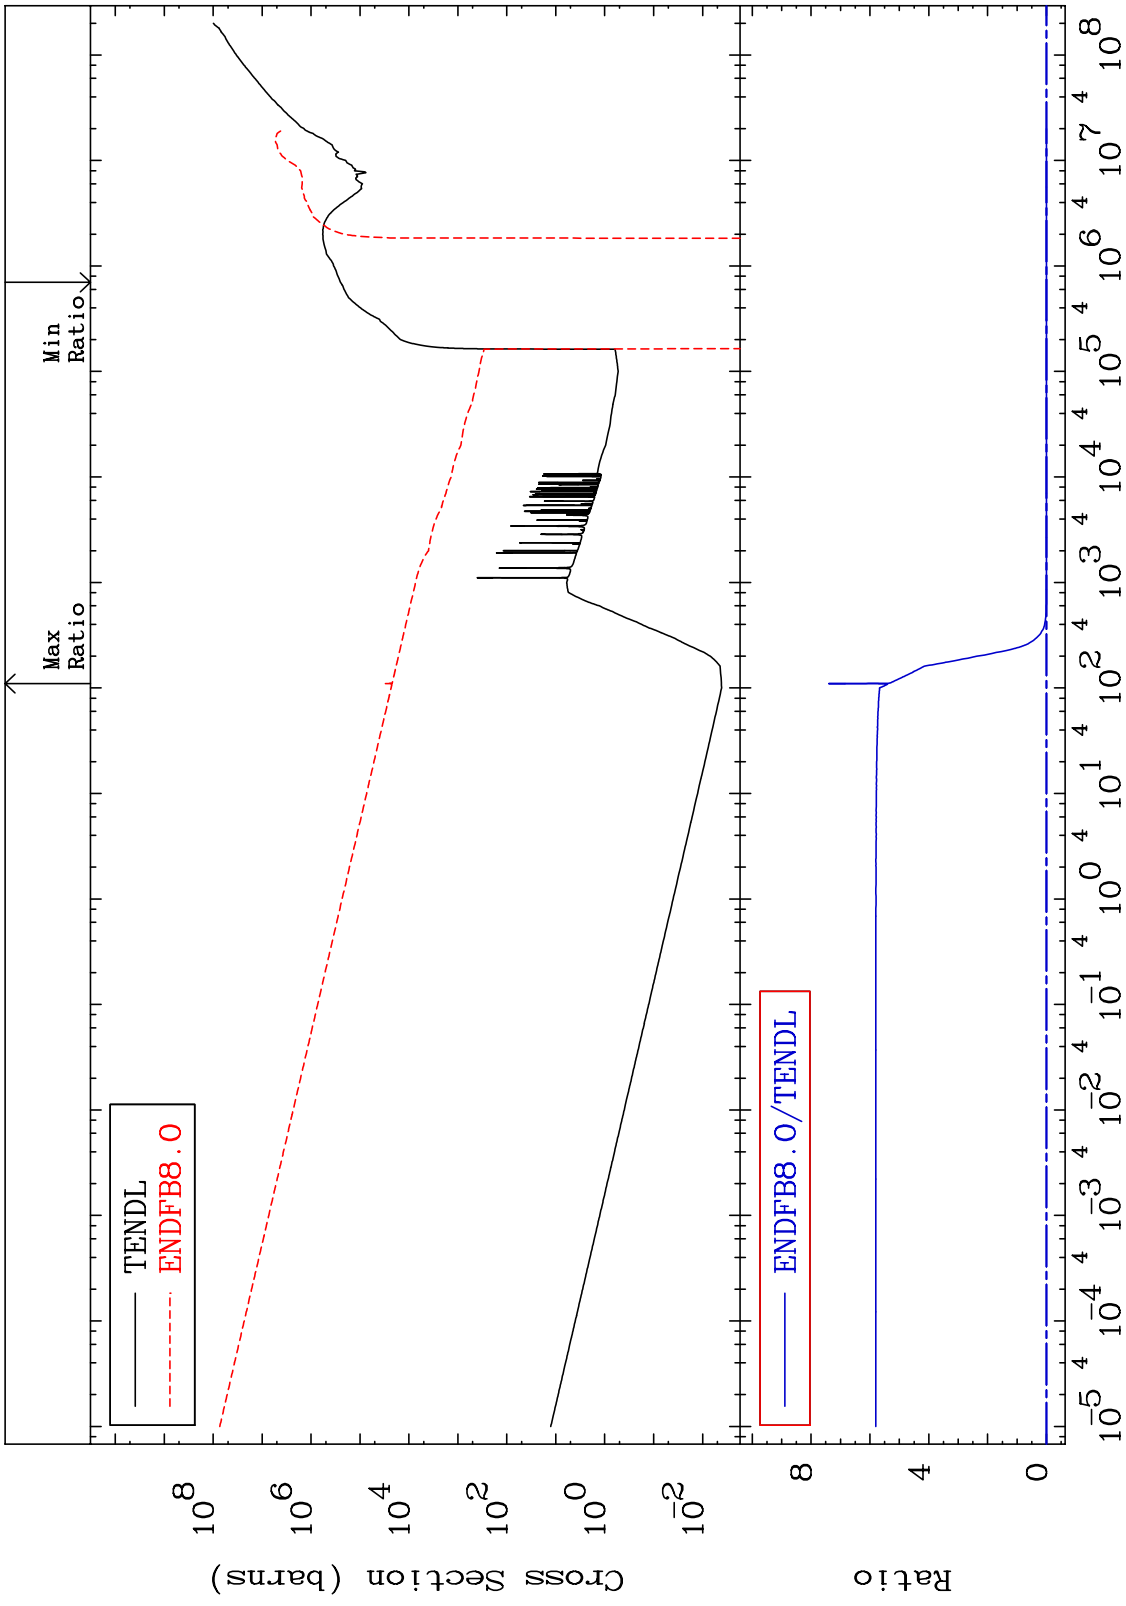 Max
Ratio
Min
Ratio
TENDL
ENDFB8.0
10^8
10^6
10^4
10^2
10^0
10^-2
Cross Section (barns)
ENDFB8.0/TENDL
8
4
0
Ratio
10^-5 4 10^-4 4 10^-3 4 10^-2 4 10^-1 4 10^0 4 10^1 4 10^2 4 10^3 4 10^4 4 10^5 4 10^6 4 10^7 4 10^8